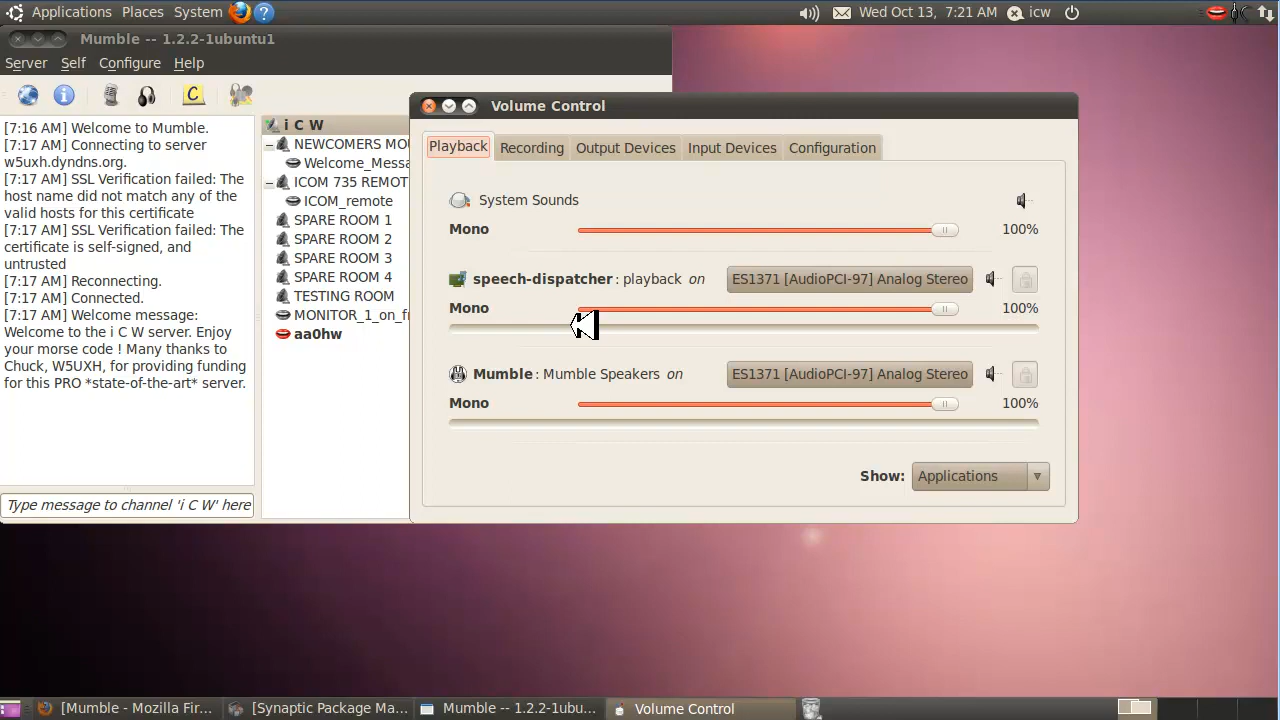 Applications Places System
Wed Oct 13, 7:21 AM icw
Mumble -- 1.2.2-1ubuntu1
Server Self Configure Help
C
[7:16 AM] Welcome to Mumble.
[7:17 AM] Connecting to server
w5uxh.dyndns.org.
[7:17 AM] SSL Verification failed: The
host name did not match any of the
valid hosts for this certificate
[7:17 AM] SSL Verification failed: The
certificate is self-signed, and
untrusted
[7:17 AM] Reconnecting.
[7:17 AM] Connected.
[7:17 AM] Welcome message:
Welcome to the i C W server. Enjoy
your morse code ! Many thanks to
Chuck, W5UXH, for providing funding
for this PRO *state-of-the-art* server.
Type message to channel 'i C W' here
i C W
NEWCOMERS MO
Welcome_Messa
ICOM 735 REMOT
ICOM_remote
SPARE ROOM 1
SPARE ROOM 2
SPARE ROOM 3
SPARE ROOM 4
TESTING ROOM
MONITOR_1_on_f
aa0hw
Volume Control
Playback Recording Output Devices Input Devices Configuration
System Sounds
Mono 100%
speech-dispatcher : playback on ES1371 [AudioPCI-97] Analog Stereo
Mono 100%
Mumble : Mumble Speakers on ES1371 [AudioPCI-97] Analog Stereo
Mono 100%
Show: Applications
[Mumble - Mozilla Fir... [Synaptic Package Ma... Mumble -- 1.2.2-1ubu... Volume Control